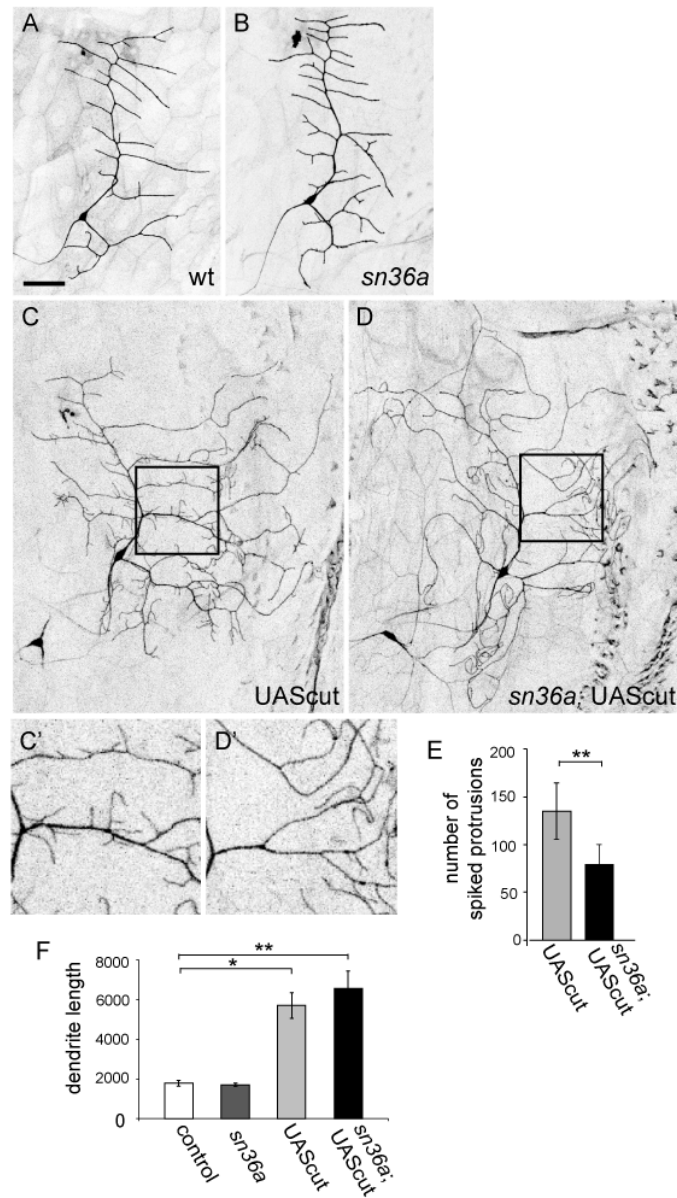 A
wt
B
sn36a
C
UAScut
D
sn36a; UAScut
C'
D'
E
number of
spiked protrusions
200
150
100
50
0
**
UAScut
sn36a;
UAScut
F
dendrite length
8000
6000
4000
2000
0
**
*
control
sn36a
UAScut
sn36a;
UAScut